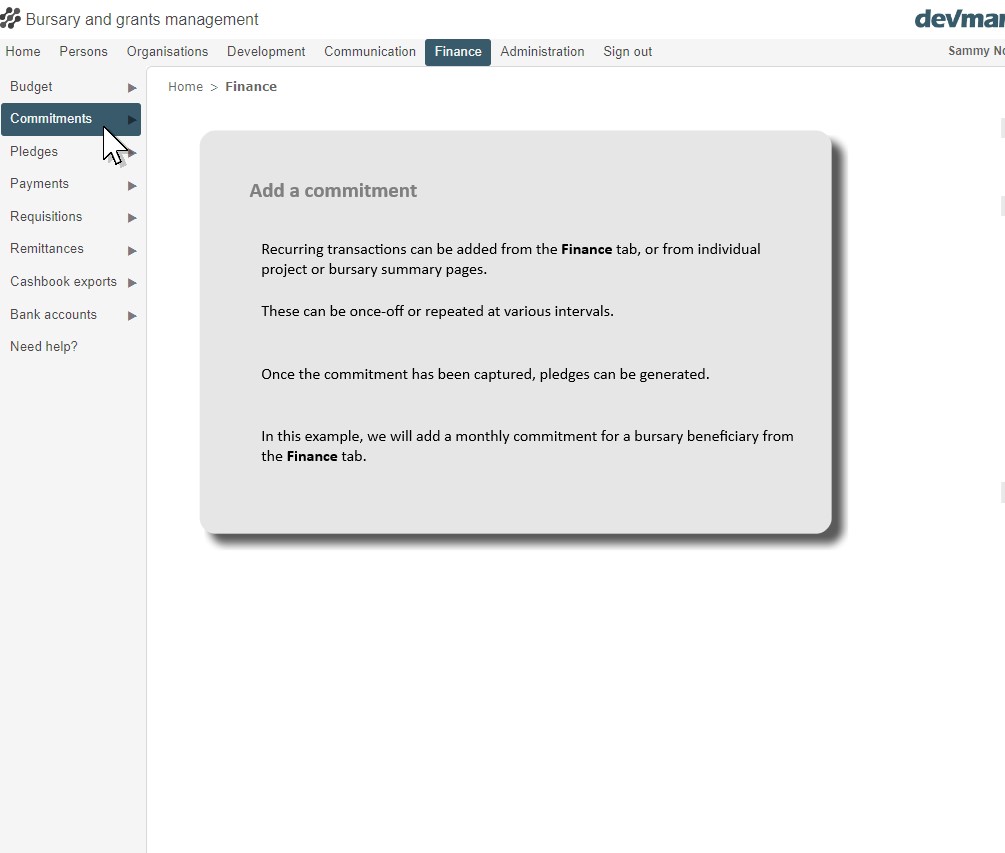 Bursary and grants management
devman
Home Persons Organisations Development Communication Finance Administration Sign out
Sammy
Budget
Commitments
Pledges
Payments
Requisitions
Remittances
Cashbook exports
Bank accounts
Need help?
Home > Finance
Add a commitment
Recurring transactions can be added from the Finance tab, or from individual
project or bursary summary pages.
These can be once-off or repeated at various intervals.
Once the commitment has been captured, pledges can be generated.
In this example, we will add a monthly commitment for a bursary beneficiary from
the Finance tab.